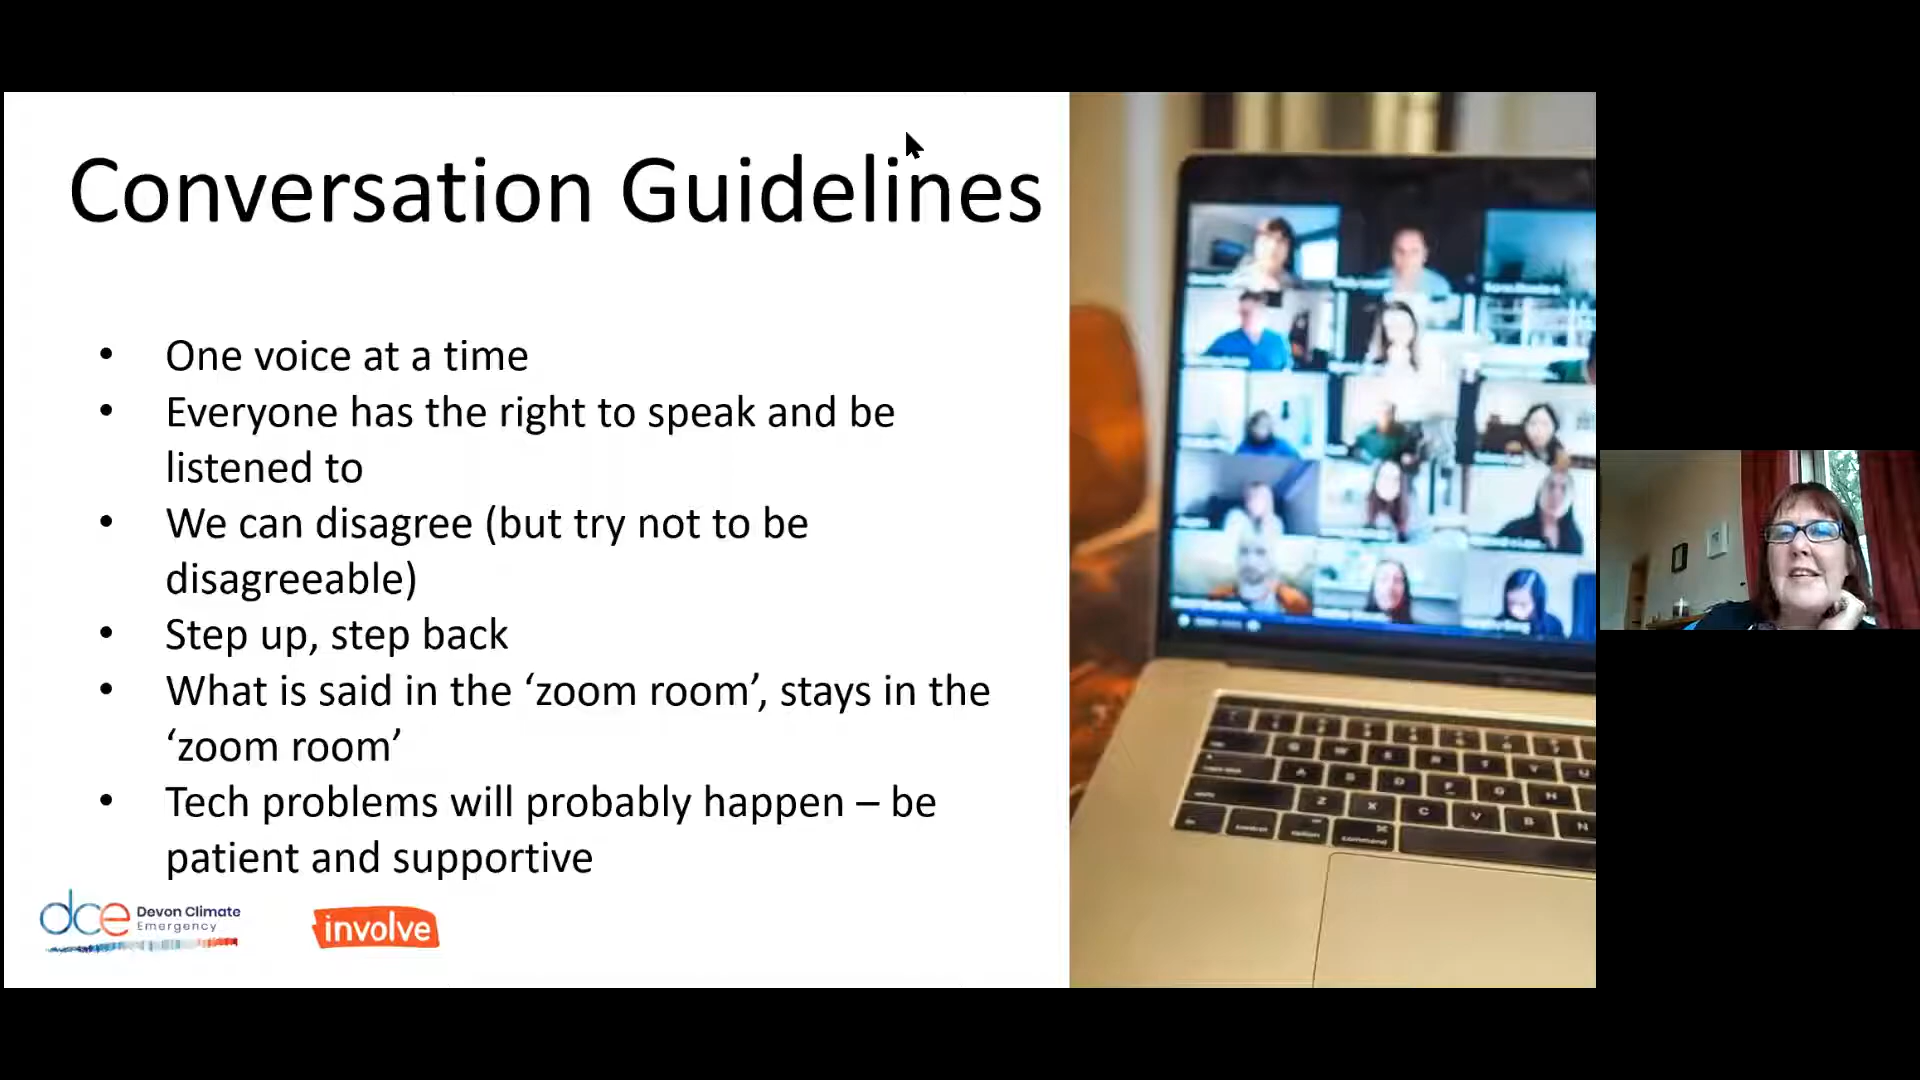 Conversation Guidelines
• One voice at a time
• Everyone has the right to speak and be
listened to
• We can disagree (but try not to be
disagreeable)
• Step up, step back
• What is said in the ‘zoom room’, stays in the
‘zoom room’
• Tech problems will probably happen – be
patient and supportive
dce Devon Climate
Emergency
involve